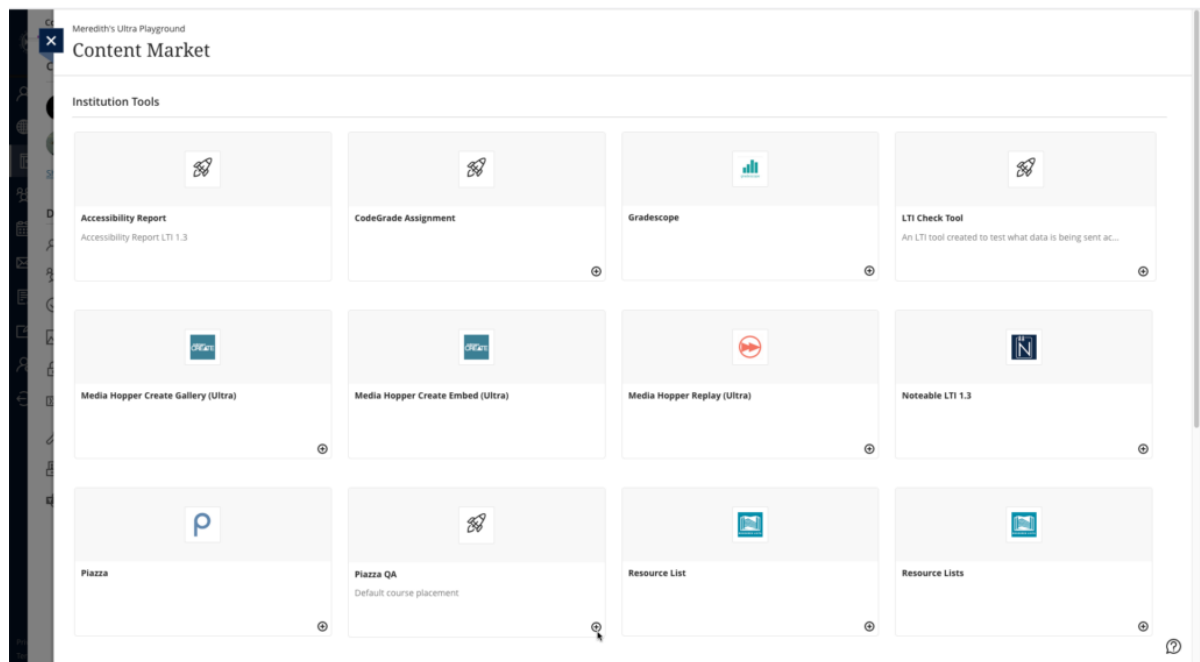 Meredith's Ultra Playground
Content Market
Institution Tools
Accessibility Report
Accessibility Report LTI 1.3
CodeGrade Assignment
Gradescope
LTI Check Tool
An LTI tool created to test what data is being sent ac...
CREATE
Media Hopper Create Gallery (Ultra)
CREATE
Media Hopper Create Embed (Ultra)
Media Hopper Replay (Ultra)
N
Noteable LTI 1.3
Piazza
Piazza QA
Default course placement
Resource List
Resource Lists